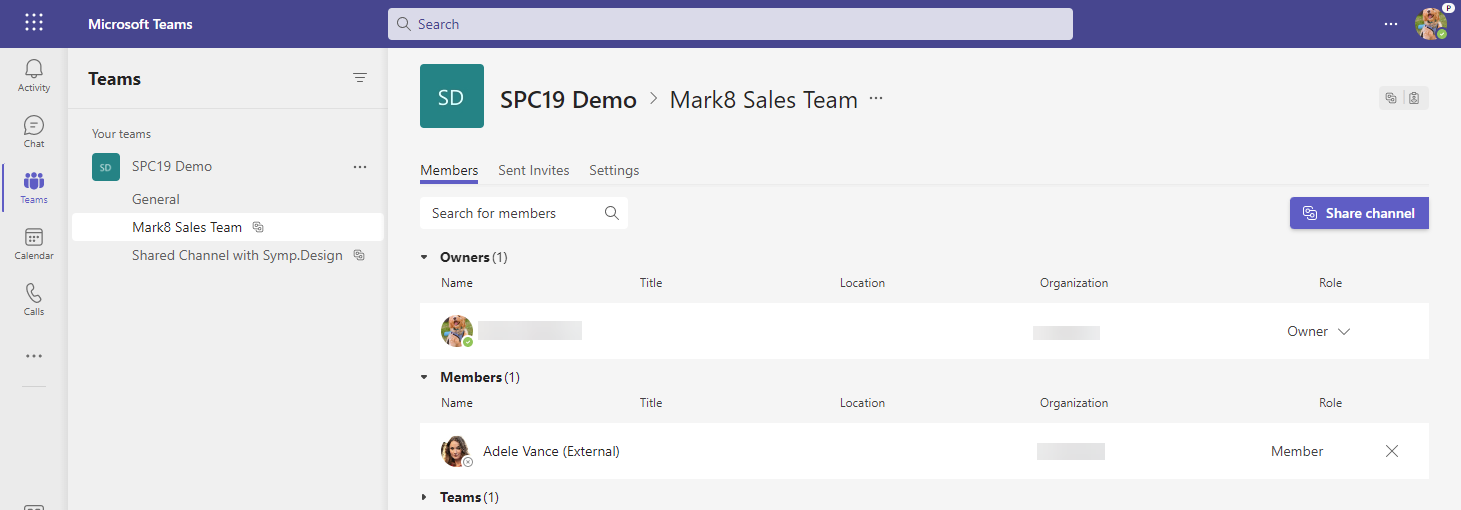 Microsoft Teams
Search
P
Activity
Chat
Teams
Calendar
Calls
Teams
Your teams
SD SPC19 Demo
General
Mark8 Sales Team
Shared Channel with Symp.Design
SD SPC19 Demo > Mark8 Sales Team ...
Members Sent Invites Settings
Search for members
Share channel
Owners (1)
Name Title Location Organization Role
Owner
Members (1)
Name Title Location Organization Role
Adele Vance (External) Member
Teams (1)